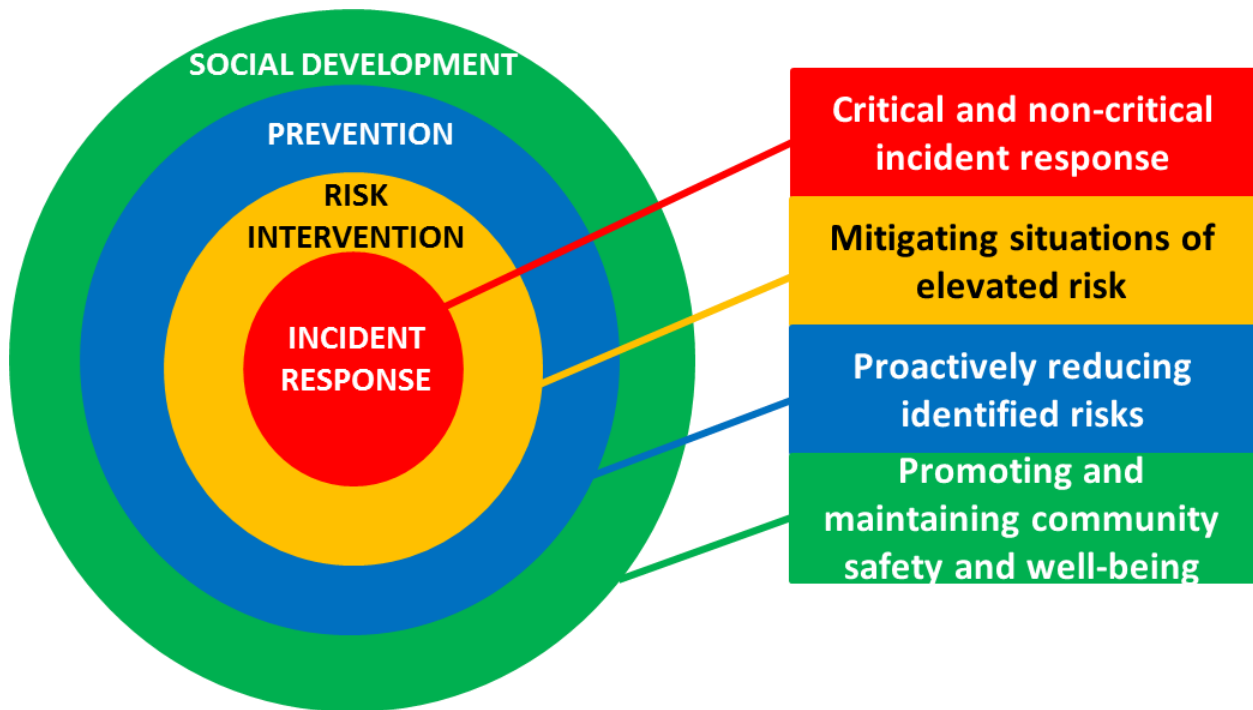 SOCIAL DEVELOPMENT
PREVENTION
RISK
INTERVENTION
INCIDENT
RESPONSE
Critical and non-critical
incident response
Mitigating situations of
elevated risk
Proactively reducing
identified risks
Promoting and
maintaining community
safety and well-being